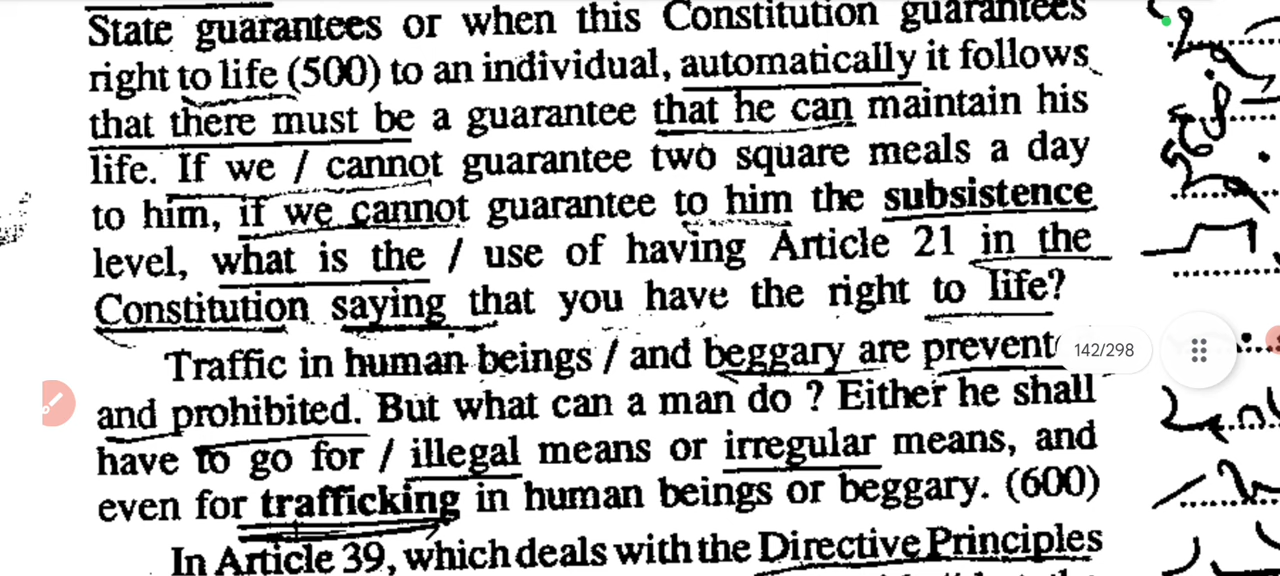 State guarantees or when this Constitution guarantees
right to life (500) to an individual, automatically it follows
that there must be a guarantee that he can maintain his
life. If we / cannot guarantee two square meals a day
to him, if we cannot guarantee to him the subsistence
level, what is the / use of having Article 21 in the
Constitution saying that you have the right to life?
Traffic in human beings / and beggary are prevent
142/298
and prohibited. But what can a man do ? Either he shall
have to go for / illegal means or irregular means, and
even for trafficking in human beings or beggary. (600)
In Article 39, which deals with the Directive Principles